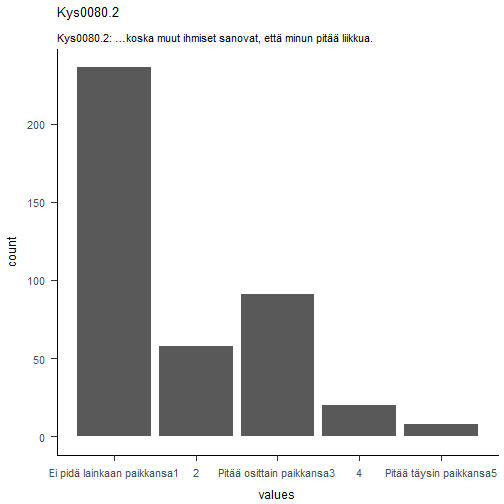 Kys0080.2
Kys0080.2: …koska muut ihmiset sanovat, että minun pitää liikkua.
200
150
100
50
0
count
Ei pidä lainkaan paikkansa1 2 Pitää osittain paikkansa3 4 Pitää täysin paikkansa5
values